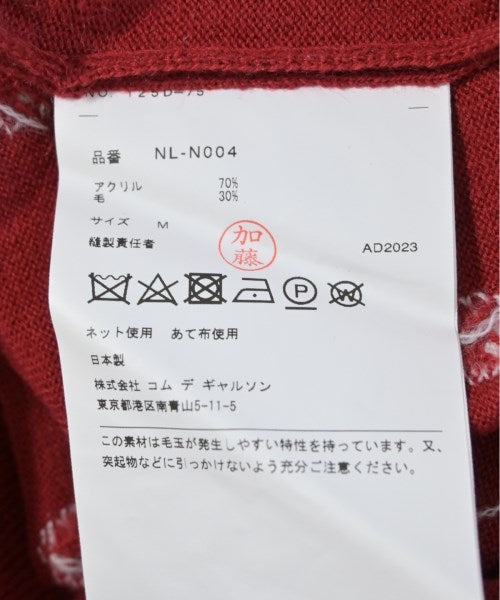 NO. 125D-75
品番 NL-N004
アクリル 70%
毛 30%
サイズ M
縫製責任者 加藤 AD2023
P W
ネット使用 あて布使用
日本製
株式会社 コム デ ギャルソン
東京都港区南青山5-11-5
この素材は毛玉が発生しやすい特性を持っています。又、
突起物などに引っかけないよう充分ご注意ください。